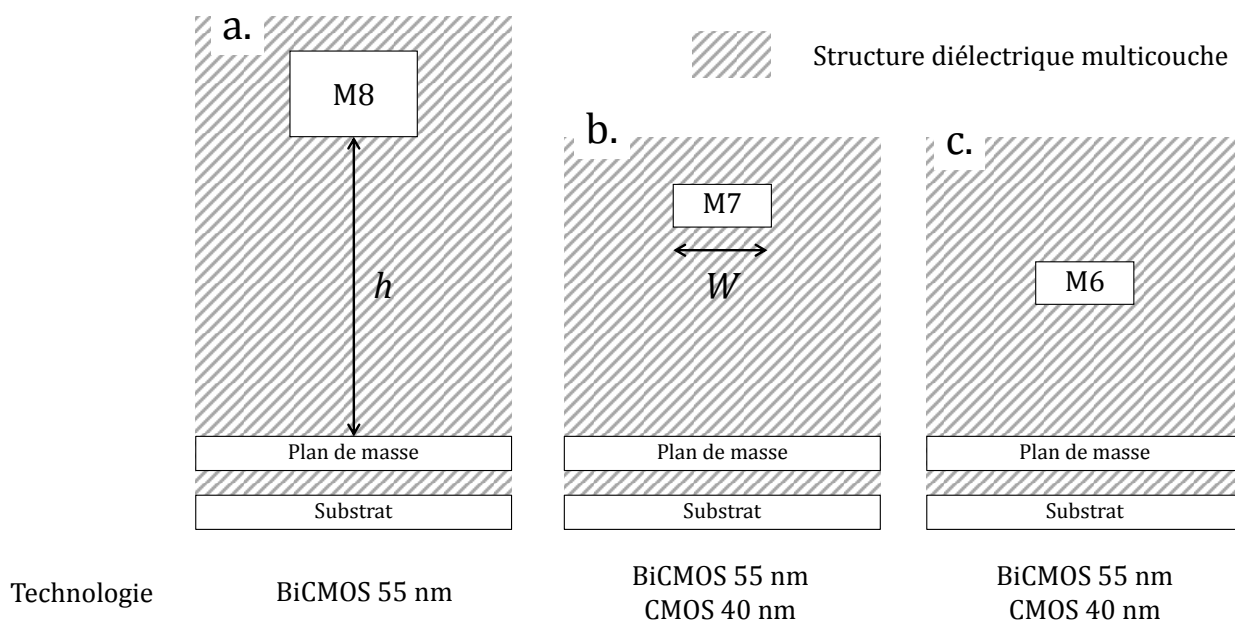 a.
Structure diélectrique multicouche
M8
b.
c.
M7
M6
h
W
Plan de masse
Plan de masse
Plan de masse
Substrat
Substrat
Substrat
Technologie
BiCMOS 55 nm
BiCMOS 55 nm
CMOS 40 nm
BiCMOS 55 nm
CMOS 40 nm